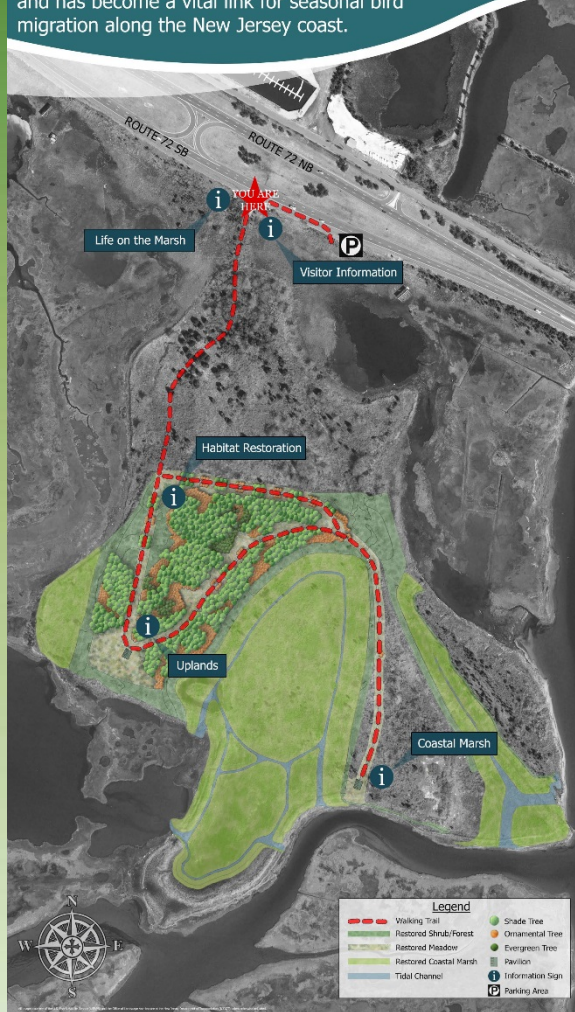 and has become a vital link for seasonal bird
migration along the New Jersey coast.
ROUTE 72 SB
ROUTE 72 NB
YOU ARE
HERE
Life on the Marsh
Visitor Information
Habitat Restoration
Uplands
Coastal Marsh
N
W
E
S
Legend
Walking Trail
Restored Shrub/Forest
Restored Meadow
Restored Coastal Marsh
Tidal Channel
Shade Tree
Ornamental Tree
Evergreen Tree
Pavilion
Information Sign
Parking Area